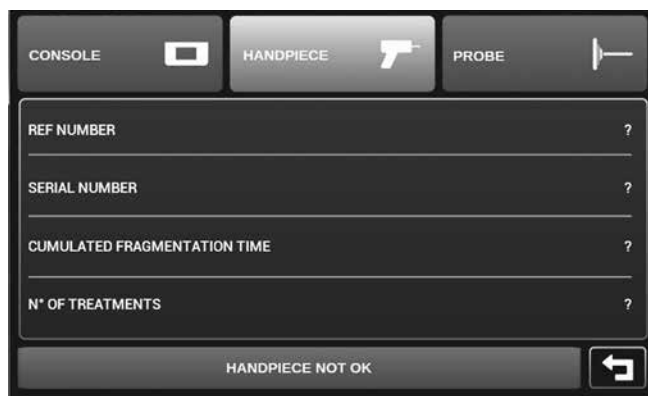 CONSOLE HANDPIECE PROBE
REF NUMBER ?
SERIAL NUMBER ?
CUMULATED FRAGMENTATION TIME ?
N° OF TREATMENTS ?
HANDPIECE NOT OK